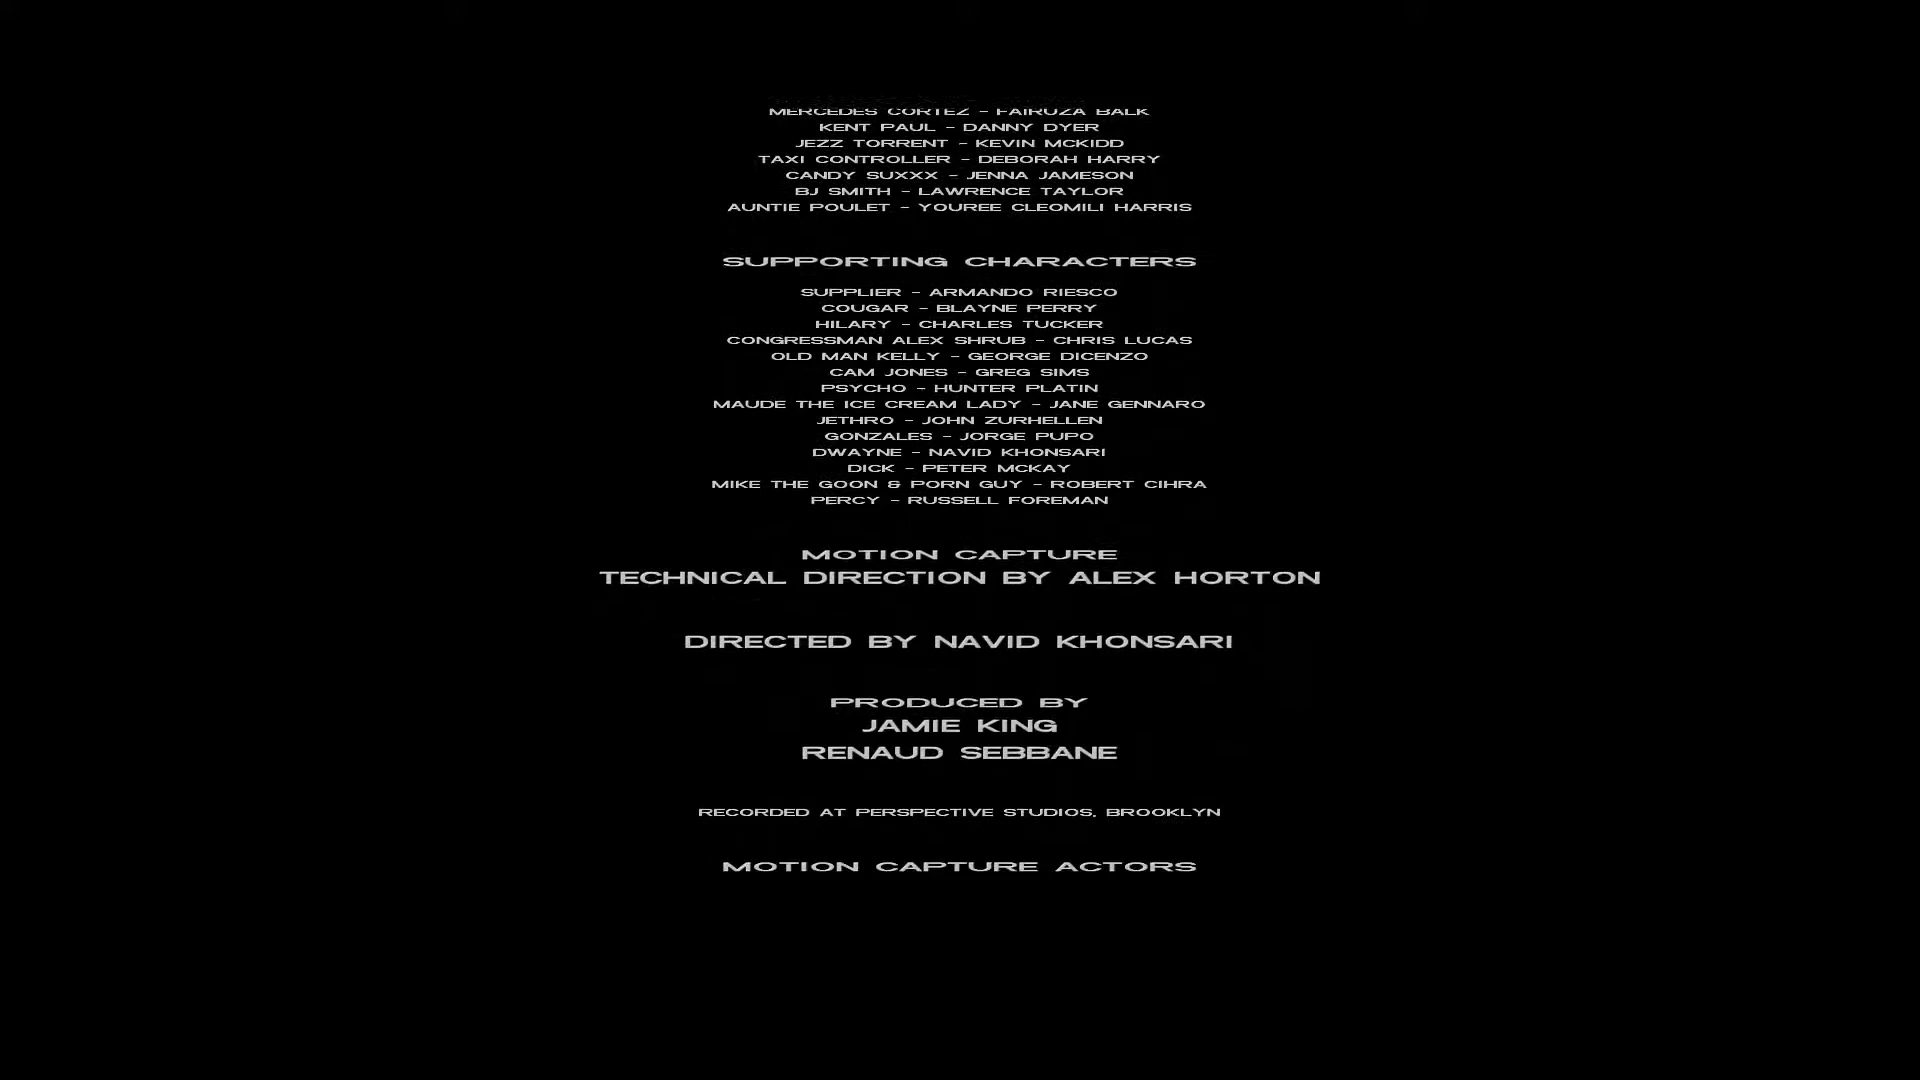 MERCEDES CORTEZ - FAIRUZA BALK
KENT PAUL - DANNY DYER
JEZZ TORRENT - KEVIN MCKIDD
TAXI CONTROLLER - DEBORAH HARRY
CANDY SUXXX - JENNA JAMESON
BJ SMITH - LAWRENCE TAYLOR
AUNTIE POULET - YOUREE CLEOMILI HARRIS
SUPPORTING CHARACTERS
SUPPLIER - ARMANDO RIESCO
COUGAR - BLAYNE PERRY
HILARY - CHARLES TUCKER
CONGRESSMAN ALEX SHRUB - CHRIS LUCAS
OLD MAN KELLY - GEORGE DICENZO
CAM JONES - GREG SIMS
PSYCHO - HUNTER PLATIN
MAUDE THE ICE CREAM LADY - JANE GENNARO
JETHRO - JOHN ZURHELLEN
GONZALES - JORGE PUPO
DWAYNE - NAVID KHONSARI
DICK - PETER MCKAY
MIKE THE GOON & PORN GUY - ROBERT CIHRA
PERCY - RUSSELL FOREMAN
MOTION CAPTURE
TECHNICAL DIRECTION BY ALEX HORTON
DIRECTED BY NAVID KHONSARI
PRODUCED BY
JAMIE KING
RENAUD SEBBANE
RECORDED AT PERSPECTIVE STUDIOS, BROOKLYN
MOTION CAPTURE ACTORS